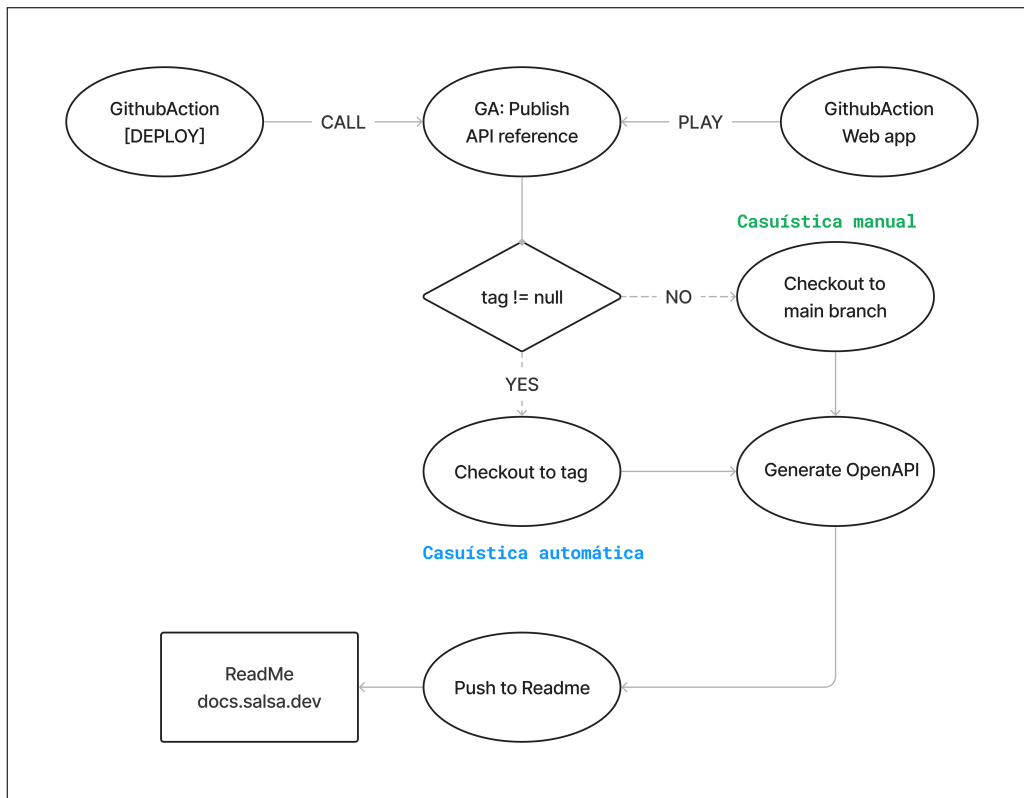 GithubAction
[DEPLOY]
CALL
GA: Publish
API reference
PLAY
GithubAction
Web app
Casuística manual
tag != null
NO
Checkout to
main branch
YES
Checkout to tag
Generate OpenAPI
Casuística automática
ReadMe
docs.salsa.dev
Push to Readme